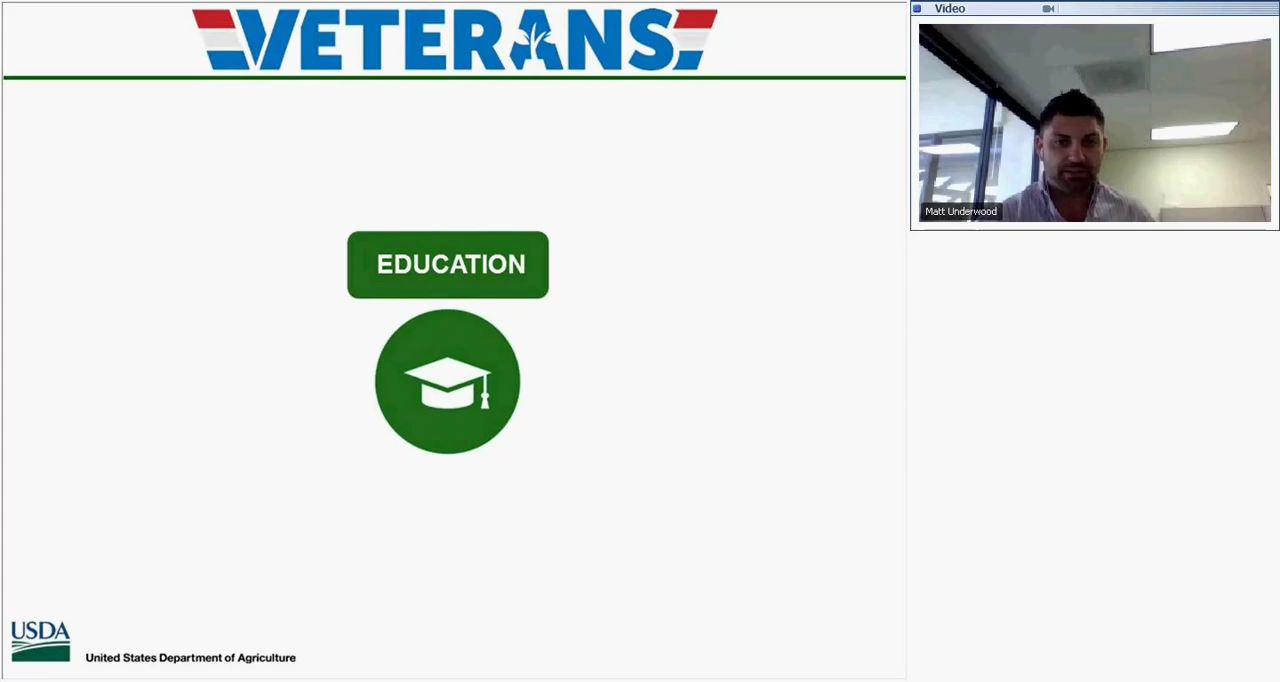 VETERANS
EDUCATION
USDA
United States Department of Agriculture
Video
Matt Underwood